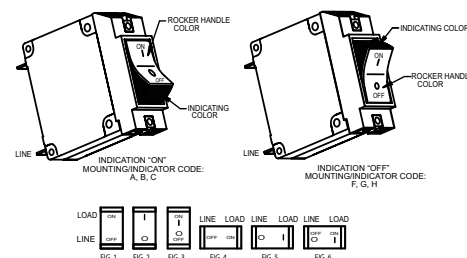 ROCKER HANDLE
COLOR
ON
I
O
OFF
INDICATING
COLOR
LINE
INDICATION "ON"
MOUNTING/INDICATOR CODE:
A, B, C
INDICATING COLOR
ON
I
O
OFF
ROCKER HANDL
COLOR
LINE
INDICATION "OFF"
MOUNTING/INDICATOR CODE:
F, G, H
LOAD
LINE
ON
OFF
I
O
ON
I
O
OFF
LINE LOAD
OFF ON
LINE LOAD
O I
LINE LOAD
OFF ON
O I
FIG. 1
FIG. 2
FIG. 3
FIG. 4
FIG. 5
FIG. 6